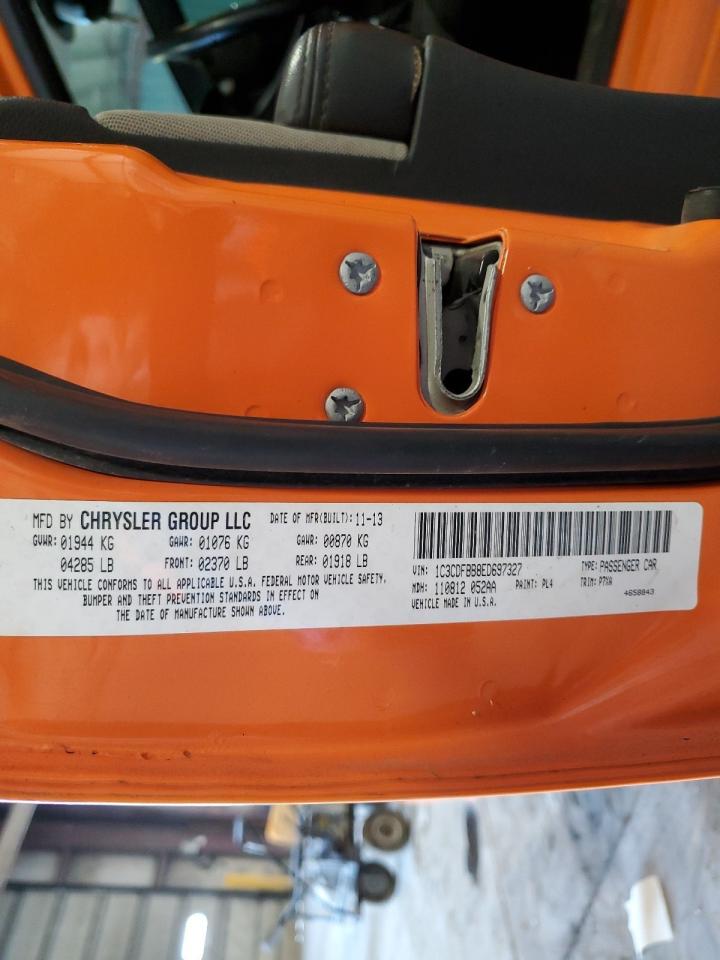 MFD BY CHRYSLER GROUP LLC DATE OF MFR(BUILT): 11-13
GVWR: 01944 KG GAWR: 01076 KG GAWR: 00870 KG
04285 LB FRONT: 02370 LB REAR: 01918 LB
THIS VEHICLE CONFORMS TO ALL APPLICABLE U.S.A. FEDERAL MOTOR VEHICLE SAFETY,
BUMPER AND THEFT PREVENTION STANDARDS IN EFFECT ON
THE DATE OF MANUFACTURE SHOWN ABOVE.
VIN: 1C3CDFBB8ED697327 TYPE: PASSENGER CAR
MDH: 110812 052AA PAINT: PL4 TRIM: P7XA
VEHICLE MADE IN U.S.A. 4658843